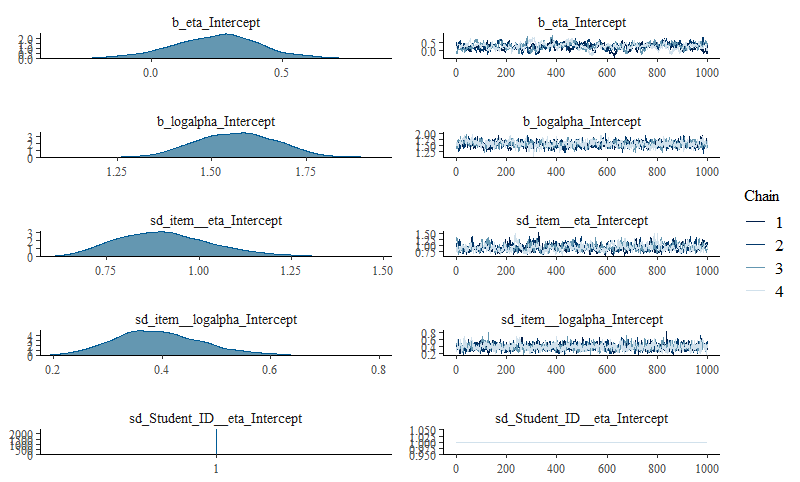 b_eta_Intercept
2.0
1.5
1.0
0.5
0.0
0.0 0.5
b_eta_Intercept
0.5
0.0
0 200 400 600 800 1000
b_logalpha_Intercept
3
2
1
0
1.25 1.50 1.75
b_logalpha_Intercept
2.00
1.75
1.50
1.25
0 200 400 600 800 1000
sd_item__eta_Intercept
3
2
1
0
0.75 1.00 1.25 1.50
sd_item__eta_Intercept
1.50
1.25
1.00
0.75
0 200 400 600 800 1000
sd_item__logalpha_Intercept
4
3
2
1
0
0.2 0.4 0.6 0.8
sd_item__logalpha_Intercept
0.8
0.6
0.4
0.2
0 200 400 600 800 1000
sd_Student_ID__eta_Intercept
2000
1500
1000
500
0
1
sd_Student_ID__eta_Intercept
1.050
1.025
1.000
0.975
0.950
0 200 400 600 800 1000
Chain
1
2
3
4